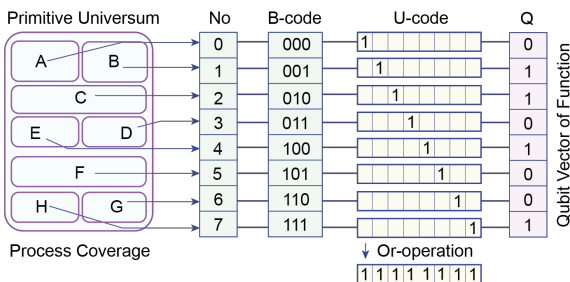 Primitive Universum No B-code U-code Q
A B 0 000 1 0
1 001 1 1
C 2 010 1 1
E D 3 011 1 0
4 100 1 1
F 5 101 1 0
H G 6 110 1 0
7 111 1 1
Process Coverage
Or-operation
1 1 1 1 1 1 1 1
Qubit Vector of Function